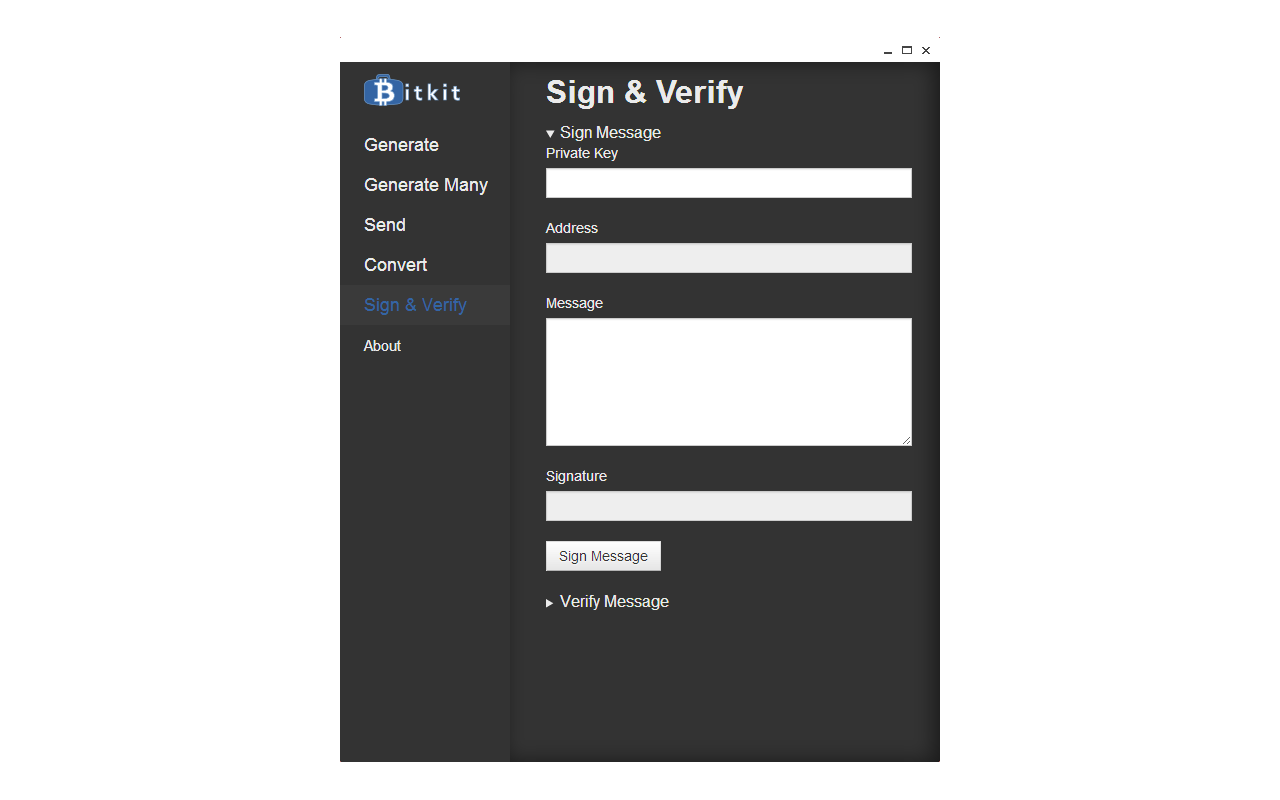 Bitkit
Generate
Generate Many
Send
Convert
Sign & Verify
About
Sign & Verify
Sign Message
Private Key
Address
Message
Signature
Sign Message
Verify Message